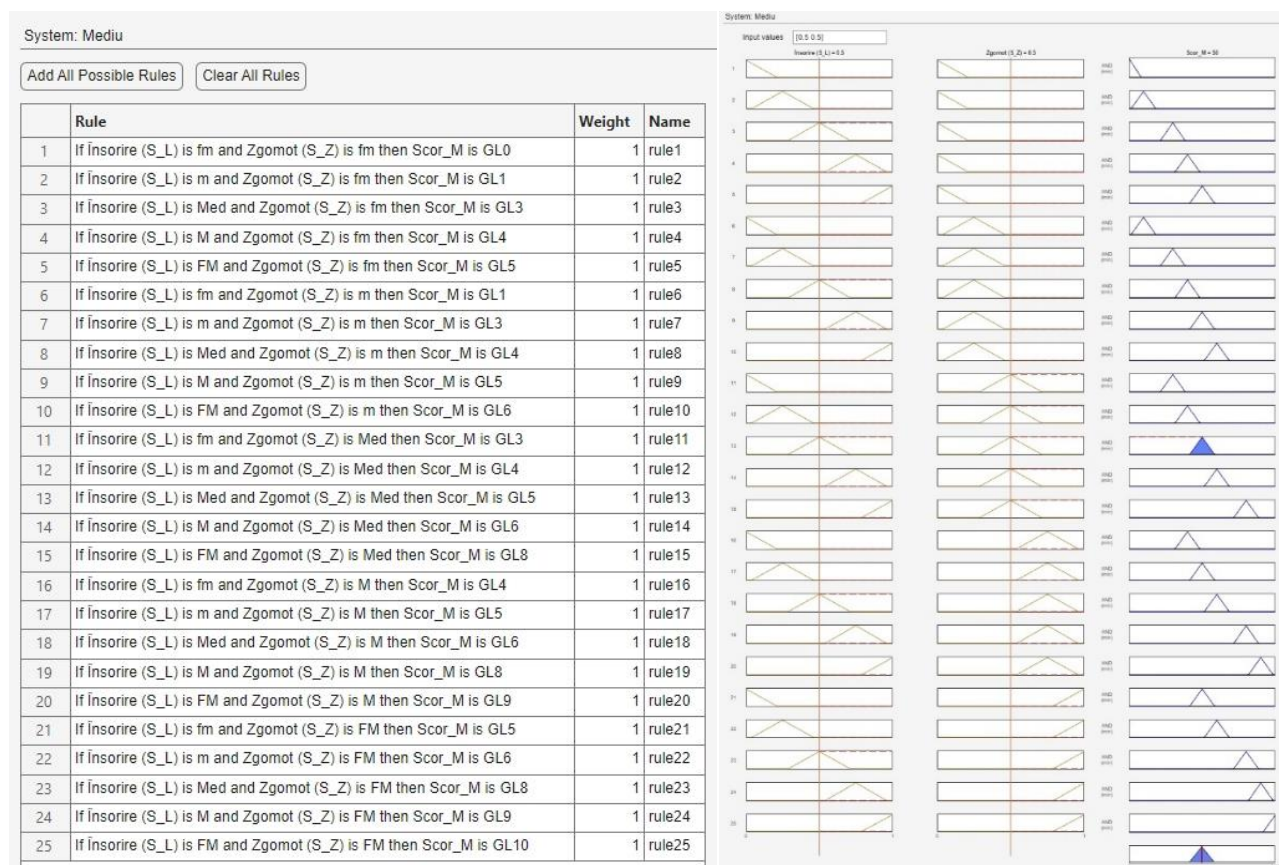 System: Mediu
Add All Possible Rules Clear All Rules
Rule Weight Name
1 If Însorire (S_L) is fm and Zgomot (S_Z) is fm then Scor_M is GL0 1 rule1
2 If Însorire (S_L) is m and Zgomot (S_Z) is fm then Scor_M is GL1 1 rule2
3 If Însorire (S_L) is Med and Zgomot (S_Z) is fm then Scor_M is GL3 1 rule3
4 If Însorire (S_L) is M and Zgomot (S_Z) is fm then Scor_M is GL4 1 rule4
5 If Însorire (S_L) is FM and Zgomot (S_Z) is fm then Scor_M is GL5 1 rule5
6 If Însorire (S_L) is fm and Zgomot (S_Z) is m then Scor_M is GL1 1 rule6
7 If Însorire (S_L) is m and Zgomot (S_Z) is m then Scor_M is GL3 1 rule7
8 If Însorire (S_L) is Med and Zgomot (S_Z) is m then Scor_M is GL4 1 rule8
9 If Însorire (S_L) is M and Zgomot (S_Z) is m then Scor_M is GL5 1 rule9
10 If Însorire (S_L) is FM and Zgomot (S_Z) is m then Scor_M is GL6 1 rule10
11 If Însorire (S_L) is fm and Zgomot (S_Z) is Med then Scor_M is GL3 1 rule11
12 If Însorire (S_L) is m and Zgomot (S_Z) is Med then Scor_M is GL4 1 rule12
13 If Însorire (S_L) is Med and Zgomot (S_Z) is Med then Scor_M is GL5 1 rule13
14 If Însorire (S_L) is M and Zgomot (S_Z) is Med then Scor_M is GL6 1 rule14
15 If Însorire (S_L) is FM and Zgomot (S_Z) is Med then Scor_M is GL8 1 rule15
16 If Însorire (S_L) is fm and Zgomot (S_Z) is M then Scor_M is GL4 1 rule16
17 If Însorire (S_L) is m and Zgomot (S_Z) is M then Scor_M is GL5 1 rule17
18 If Însorire (S_L) is Med and Zgomot (S_Z) is M then Scor_M is GL6 1 rule18
19 If Însorire (S_L) is M and Zgomot (S_Z) is M then Scor_M is GL8 1 rule19
20 If Însorire (S_L) is FM and Zgomot (S_Z) is M then Scor_M is GL9 1 rule20
21 If Însorire (S_L) is fm and Zgomot (S_Z) is FM then Scor_M is GL5 1 rule21
22 If Însorire (S_L) is m and Zgomot (S_Z) is FM then Scor_M is GL6 1 rule22
23 If Însorire (S_L) is Med and Zgomot (S_Z) is FM then Scor_M is GL8 1 rule23
24 If Însorire (S_L) is M and Zgomot (S_Z) is FM then Scor_M is GL9 1 rule24
25 If Însorire (S_L) is FM and Zgomot (S_Z) is FM then Scor_M is GL10 1 rule25
System: Mediu
Input values [0.5 0.5]
Însorire (S_L) = 0.5 Zgomot (S_Z) = 0.5 Scor_M = 50